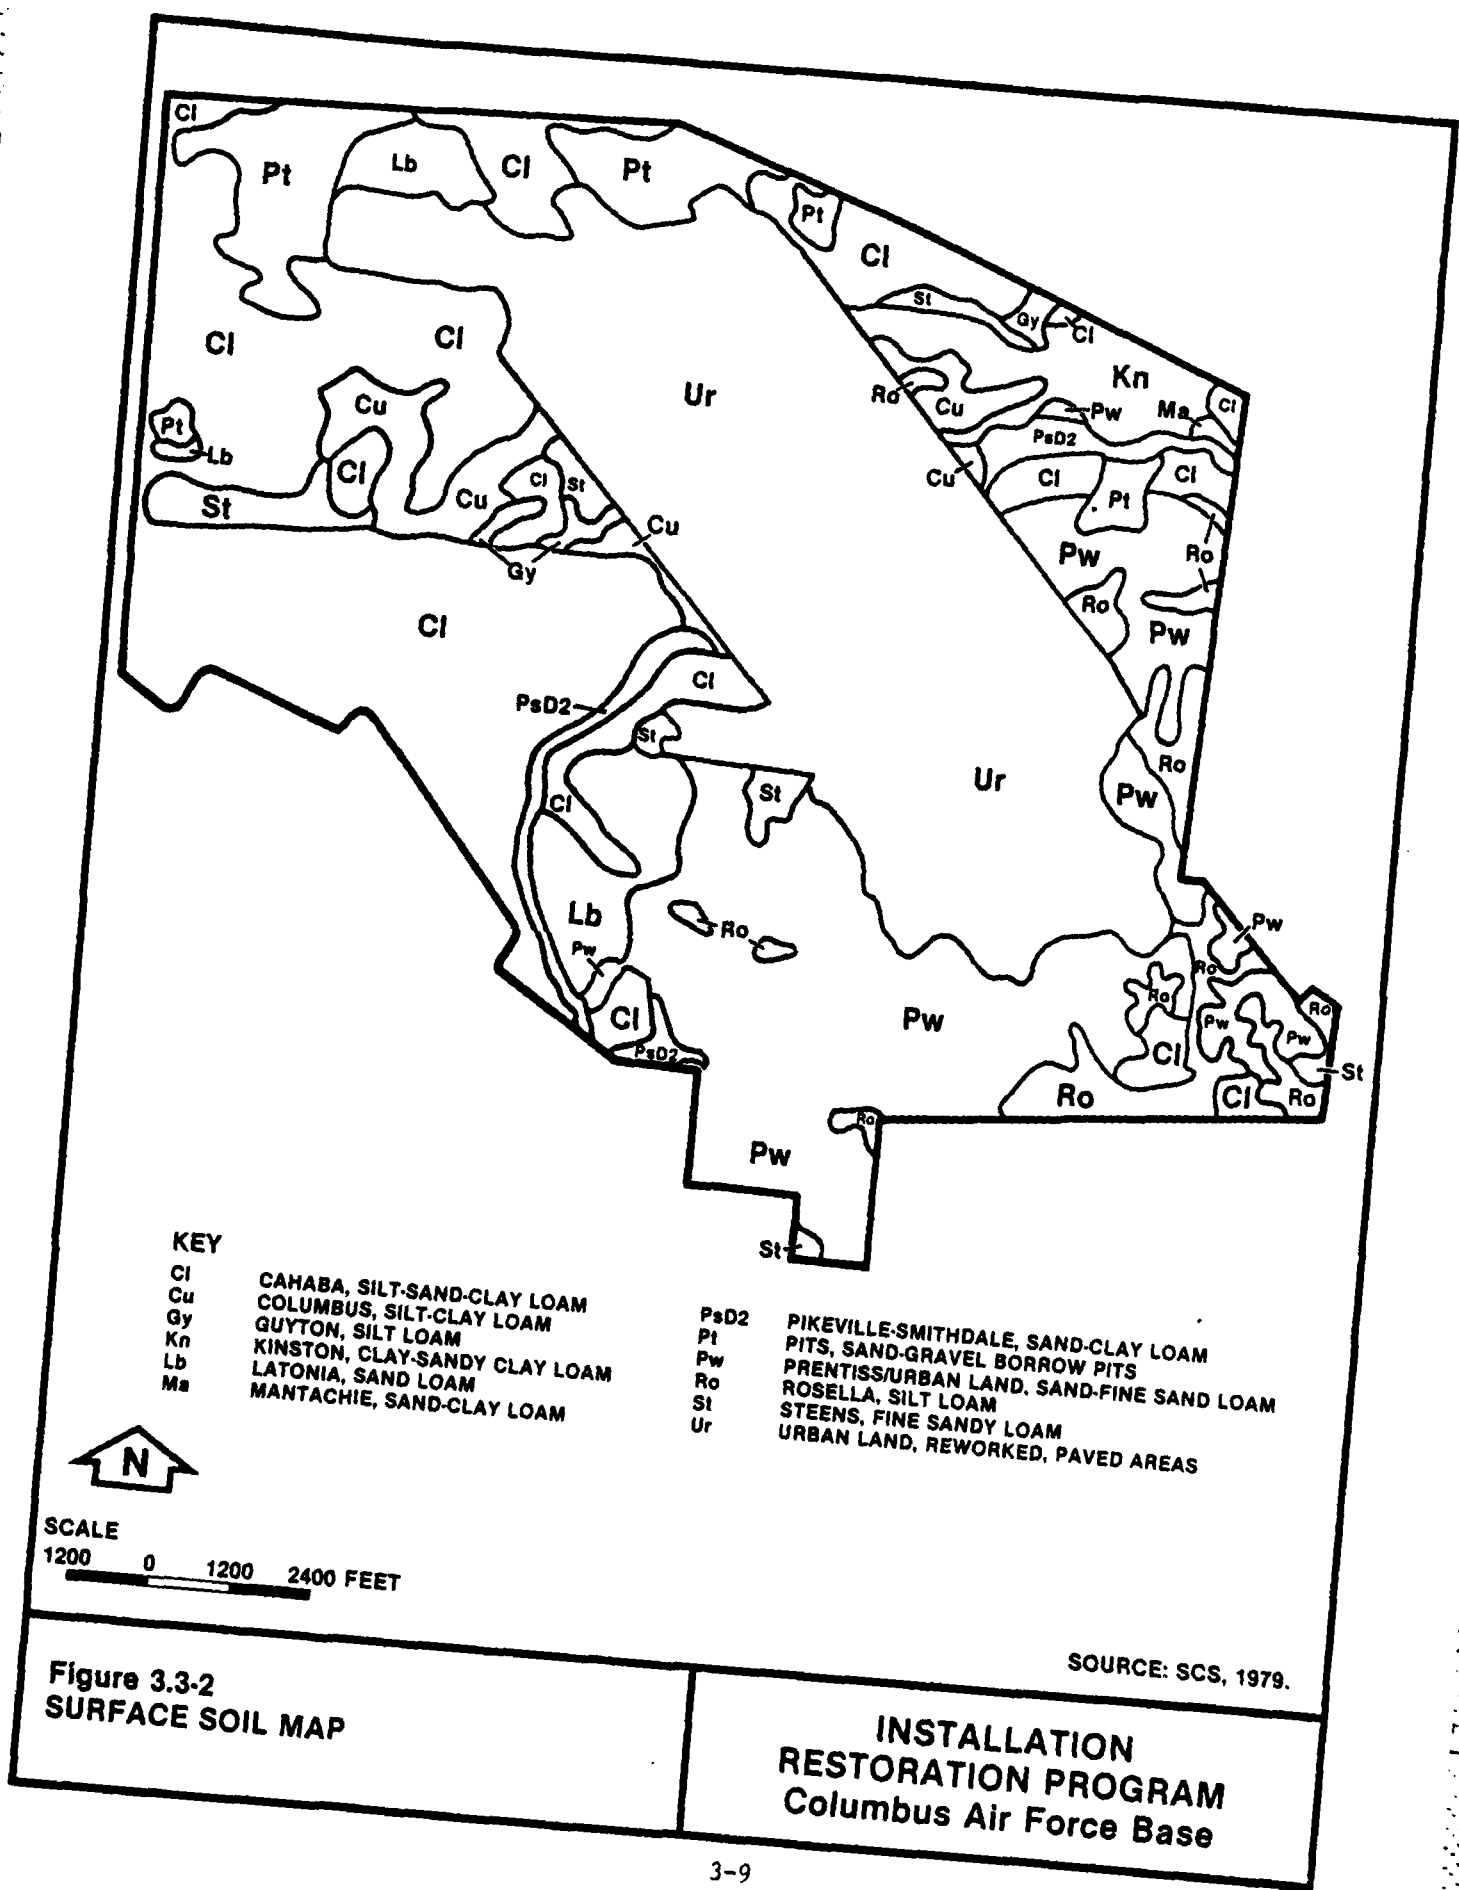 Cl
Pt
Lb
Cl
Pt
Pt
Cl
St
Gy
Cl
Cl
Cl
Ur
Kn
Ro
Cu
Pw
Ma
Cl
Cu
PsD2
Pt
Lb
Cl
Cu
Cl
St
Cu
Cl
Pt
Cl
St
Cu
Gy
Pw
Ro
Ro
Pw
Cl
Cl
PsD2
St
Cl
St
Ur
Ro
Pw
Lb
Ro
Pw
Pw
Ro
Ro
Ro
Cl
Pw
Pw
Pw
PsD2
Cl
St
Ro
Cl
Ro
Ro
Pw
St
KEY
Cl CAHABA, SILT-SAND-CLAY LOAM
Cu COLUMBUS, SILT-CLAY LOAM
Gy GUYTON, SILT LOAM
Kn KINSTON, CLAY-SANDY CLAY LOAM
Lb LATONIA, SAND LOAM
Ma MANTACHIE, SAND-CLAY LOAM
PsD2 PIKEVILLE-SMITHDALE, SAND-CLAY LOAM
Pt PITS, SAND-GRAVEL BORROW PITS
Pw PRENTISS/URBAN LAND, SAND-FINE SAND LOAM
Ro ROSELLA, SILT LOAM
St STEENS, FINE SANDY LOAM
Ur URBAN LAND, REWORKED, PAVED AREAS
N
SCALE
1200 0 1200 2400 FEET
SOURCE: SCS, 1979.
Figure 3.3-2
SURFACE SOIL MAP
INSTALLATION
RESTORATION PROGRAM
Columbus Air Force Base
3-9